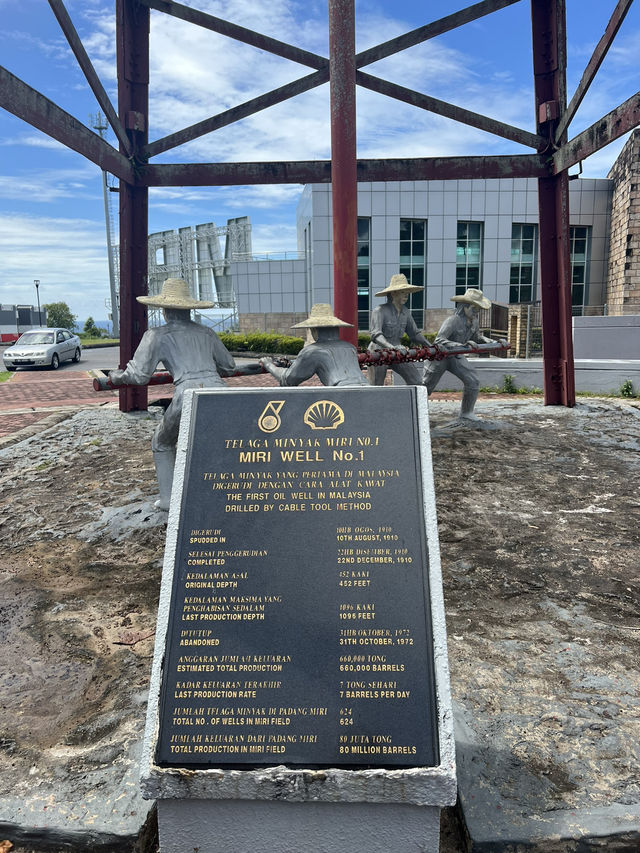 TELAGA MINYAK MIRI NO.1
MIRI WELL No.1
TELAGA MINYAK YANG PERTAMA DI MALAYSIA
DIGERUDI DENGAN CARA ALAT KAWAT
THE FIRST OIL WELL IN MALAYSIA
DRILLED BY CABLE TOOL METHOD
DIGERUDI 10HB OGOS, 1910
SPUDDED IN 10TH AUGUST, 1910
SELESAI PENGGERUDIAN 22HB DISEMBER, 1910
COMPLETED 22ND DECEMBER, 1910
KEDALAMAN ASAL 452 KAKI
ORIGINAL DEPTH 452 FEET
KEDALAMAN MAKSIMA YANG
PENGHABISAN SEDALAM 1096 KAKI
LAST PRODUCTION DEPTH 1096 FEET
DITUTUP 31HB OKTOBER, 1972
ABANDONED 31TH OCTOBER, 1972
ANGGARAN JUMLAH KELUARAN 660,000 TONG
ESTIMATED TOTAL PRODUCTION 660,000 BARRELS
KADAR KELUARAN TERAKHIR 7 TONG SEHARI
LAST PRODUCTION RATE 7 BARRELS PER DAY
JUMLAH TELAGA MINYAK DI PADANG MIRI 624
TOTAL NO. OF WELLS IN MIRI FIELD 624
JUMLAH KELUARAN DARI PADANG MIRI 80 JUTA TONG
TOTAL PRODUCTION IN MIRI FIELD 80 MILLION BARRELS